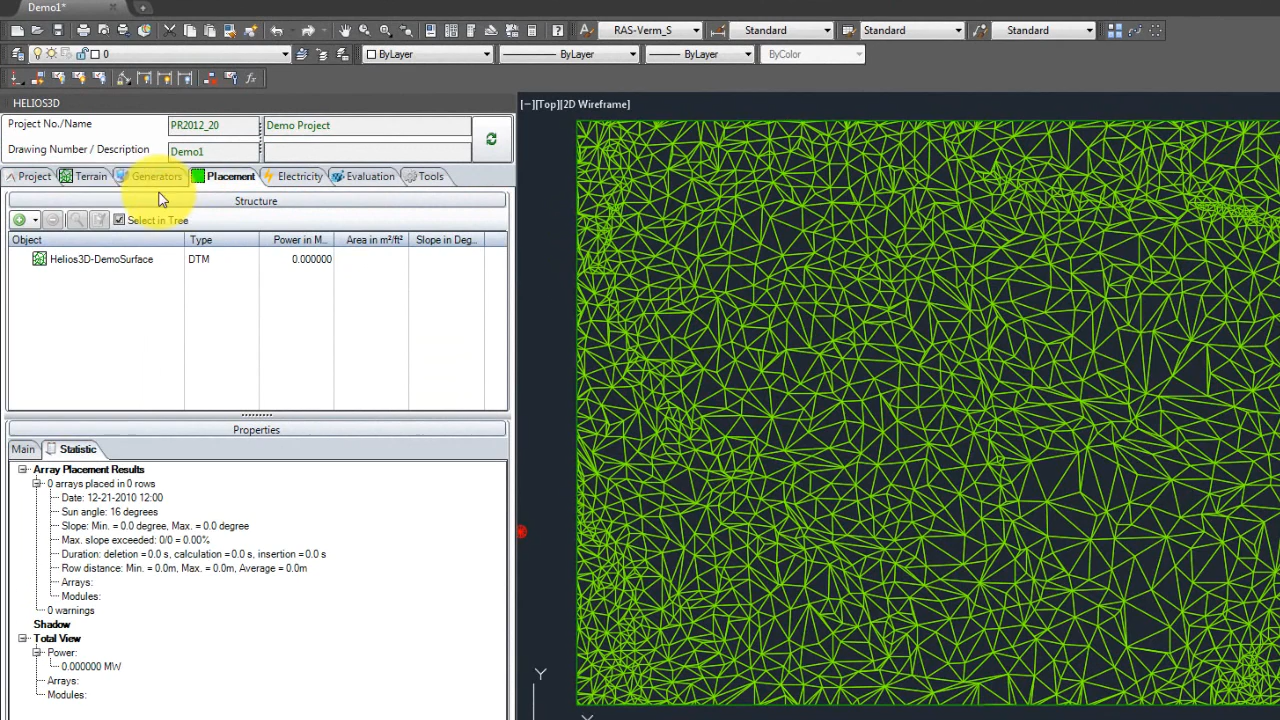 Demo1*
RAS-Verm_S
Standard
Standard
Standard
0
ByLayer
ByLayer
ByLayer
ByColor
HELIOS3D
[−][Top][2D Wireframe]
Project No./Name
PR2012_20
Demo Project
Drawing Number / Description
Demo1
Project
Terrain
Generators
Placement
Electricity
Evaluation
Tools
Structure
Select in Tree
Object
Type
Power in M...
Area in m²/ft²
Slope in Deg...
Helios3D-DemoSurface
DTM
0.000000
Properties
Main
Statistic
Array Placement Results
0 arrays placed in 0 rows
Date: 12-21-2010 12:00
Sun angle: 16 degrees
Slope: Min. = 0.0 degree, Max. = 0.0 degree
Max. slope exceeded: 0/0 = 0.00%
Duration: deletion = 0.0 s, calculation = 0.0 s, insertion = 0.0 s
Row distance: Min. = 0.0m, Max. = 0.0m, Average = 0.0m
Arrays:
Modules:
0 warnings
Shadow
Total View
Power:
0.000000 MW
Arrays:
Modules:
Y